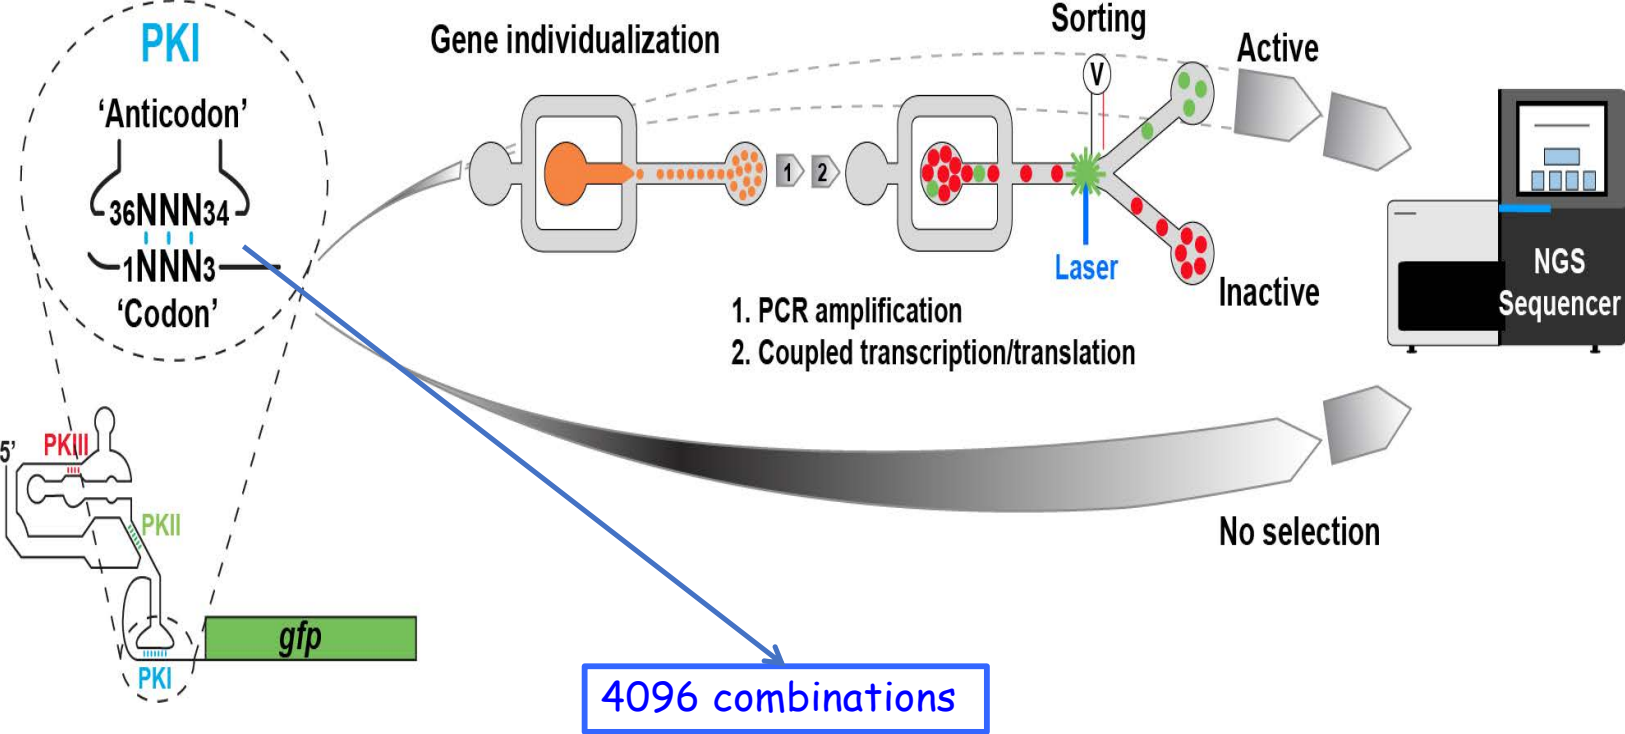 PKI
‘Anticodon’
36NNN34
1NNN3
‘Codon’
5’
PKIII
PKII
PKI
gfp
Gene individualization
1
2
1. PCR amplification
2. Coupled transcription/translation
Sorting
V
Laser
Active
Inactive
No selection
NGS
Sequencer
4096 combinations